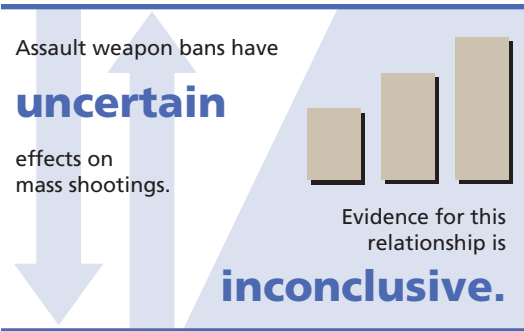 Assault weapon bans have
uncertain
effects on
mass shootings.
Evidence for this
relationship is
inconclusive.